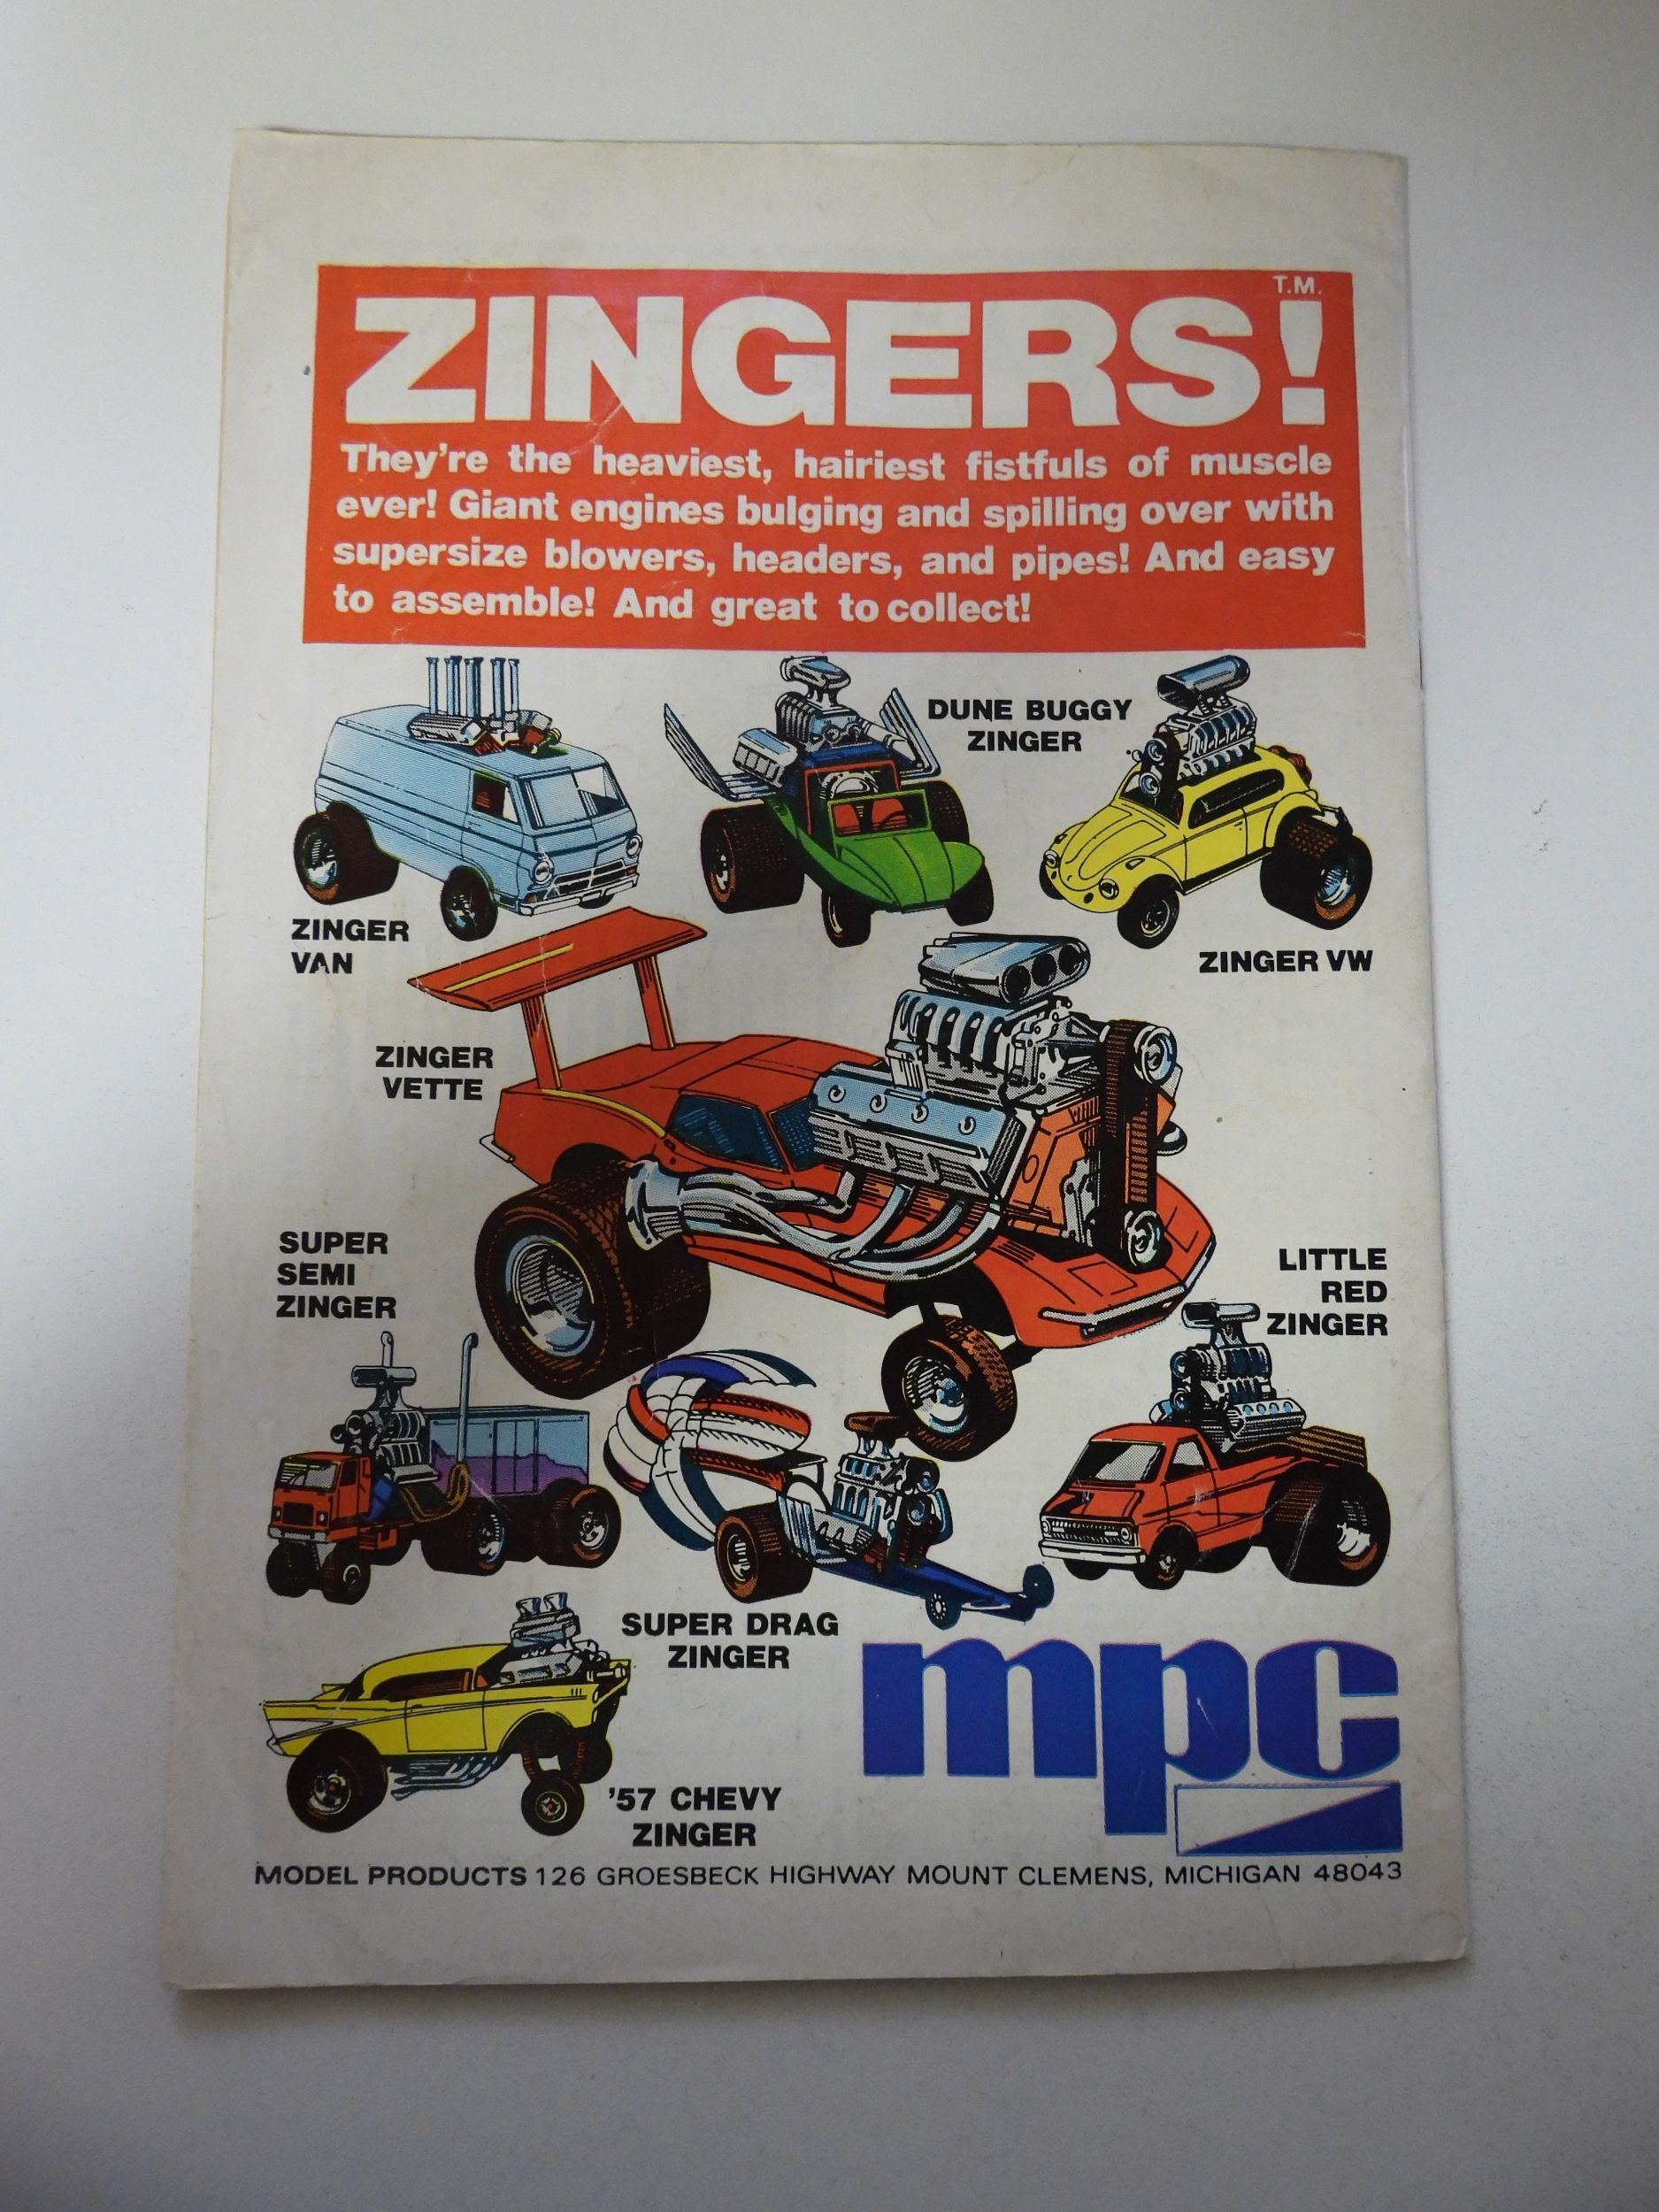 T.M.
ZINGERS!
They're the heaviest, hairiest fistfuls of muscle
ever! Giant engines bulging and spilling over with
supersize blowers, headers, and pipes! And easy
to assemble! And great to collect!
DUNE BUGGY
ZINGER
ZINGER
VAN
ZINGER VW
ZINGER
VETTE
SUPER
SEMI
ZINGER
LITTLE
RED
ZINGER
SUPER DRAG
ZINGER
'57 CHEVY
ZINGER
mpc
MODEL PRODUCTS 126 GROESBECK HIGHWAY MOUNT CLEMENS, MICHIGAN 48043